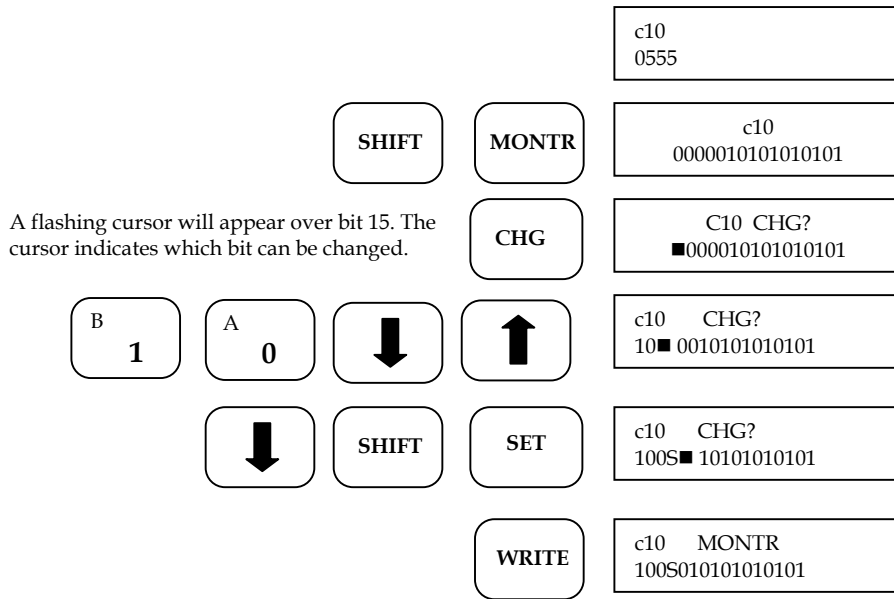 c10
0555
SHIFT
MONTR
c10
0000010101010101
A flashing cursor will appear over bit 15. The
cursor indicates which bit can be changed.
CHG
C10 CHG?
■000010101010101
B
1
A
0
c10 CHG?
10■ 0010101010101
SHIFT
SET
c10 CHG?
100S■ 10101010101
WRITE
c10 MONTR
100S010101010101